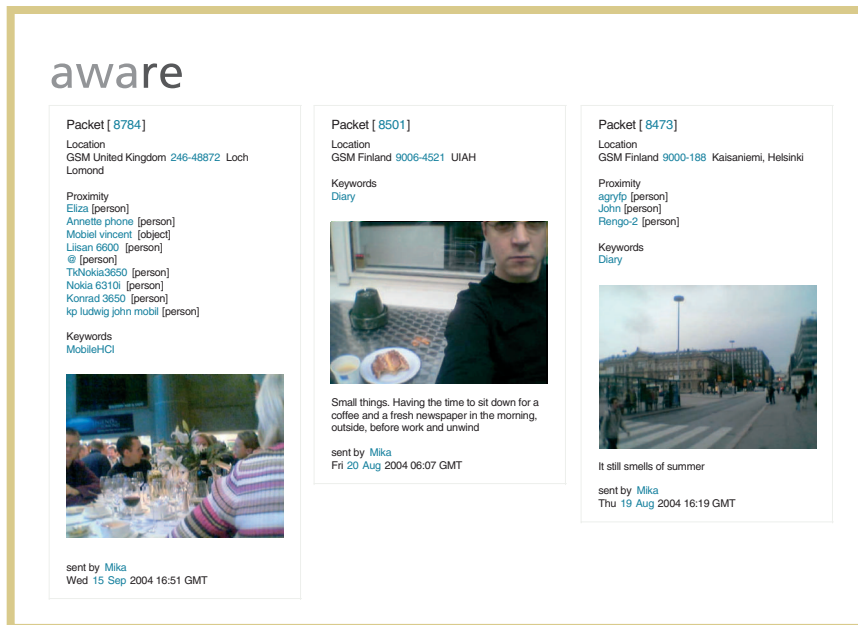 aware
Packet [ 8784]
Location
GSM United Kingdom 246-48872 Loch
Lomond
Proximity
Eliza [person]
Annette phone [person]
Mobiel vincent [object]
Liisan 6600 [person]
@ [person]
TkNokia3650 [person]
Nokia 6310i [person]
Konrad 3650 [person]
kp ludwig john mobil [person]
Keywords
MobileHCI
sent by Mika
Wed 15 Sep 2004 16:51 GMT
Packet [ 8501]
Location
GSM Finland 9006-4521 UIAH
Keywords
Diary
Small things. Having the time to sit down for a
coffee and a fresh newspaper in the morning,
outside, before work and unwind
sent by Mika
Fri 20 Aug 2004 06:07 GMT
Packet [ 8473]
Location
GSM Finland 9000-188 Kaisaniemi, Helsinki
Proximity
agryfp [person]
John [person]
Rengo-2 [person]
Keywords
Diary
It still smells of summer
sent by Mika
Thu 19 Aug 2004 16:19 GMT